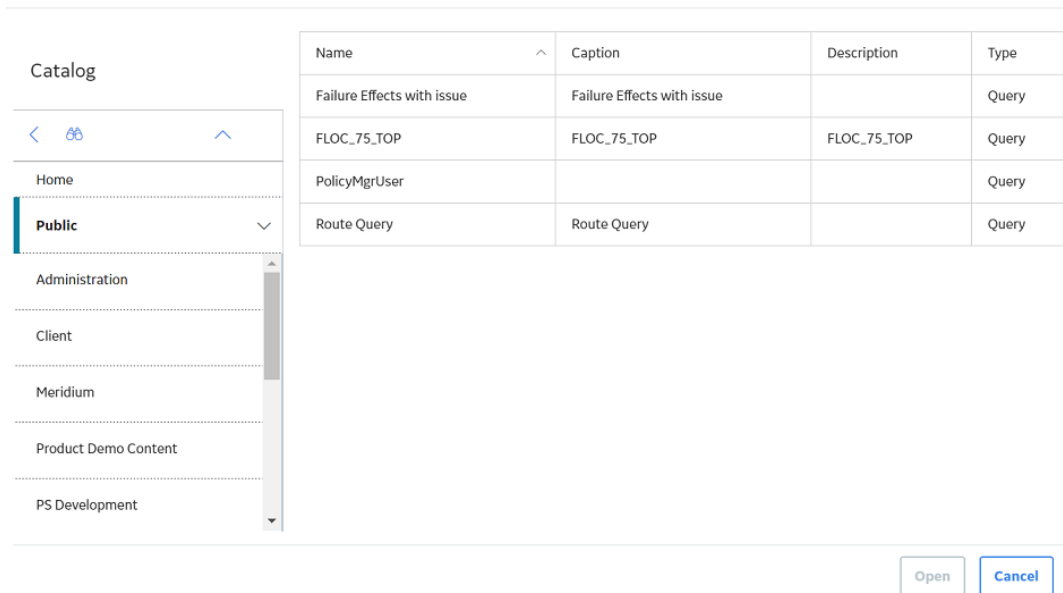 Catalog
Home
Public
Administration
Client
Meridium
Product Demo Content
PS Development
Name Caption Description Type
Failure Effects with issue Failure Effects with issue Query
FLOC_75_TOP FLOC_75_TOP FLOC_75_TOP Query
PolicyMgrUser Query
Route Query Route Query Query
Open Cancel